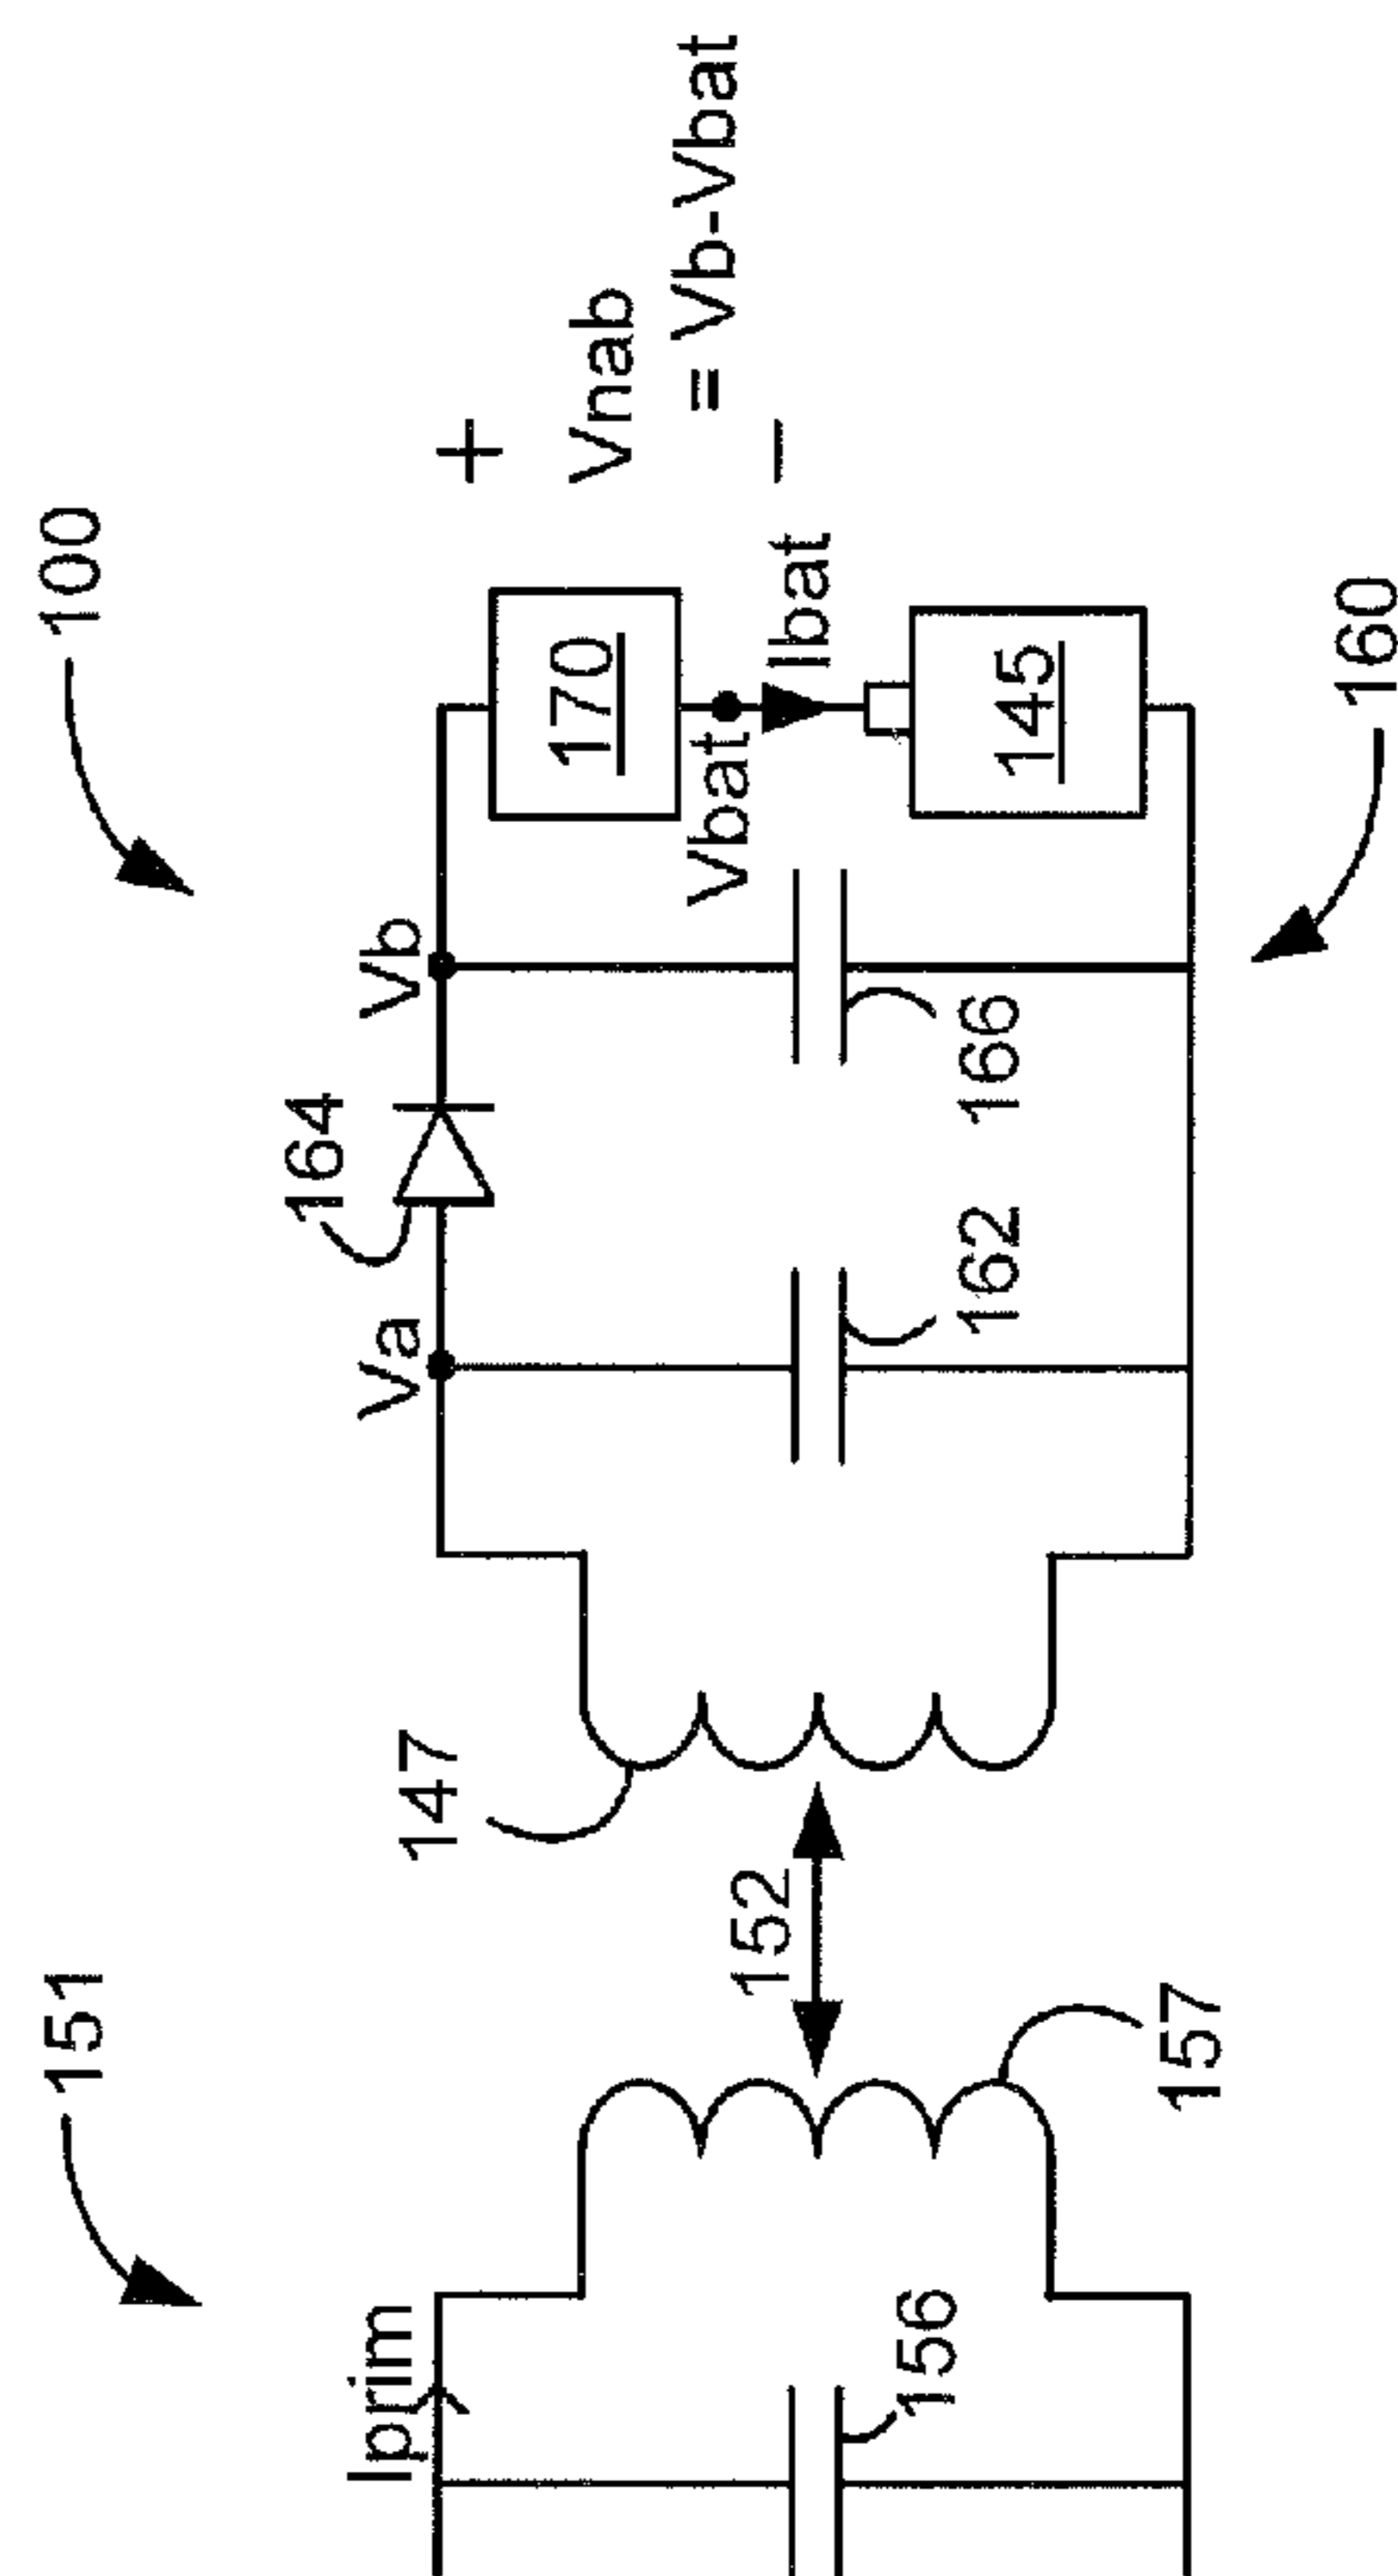 151
100
Iprim
156
157
152
147
Va
162
164
Vb
166
Vbat
170
Ibat
145
160
+
Vnab
= Vb-Vbat
−